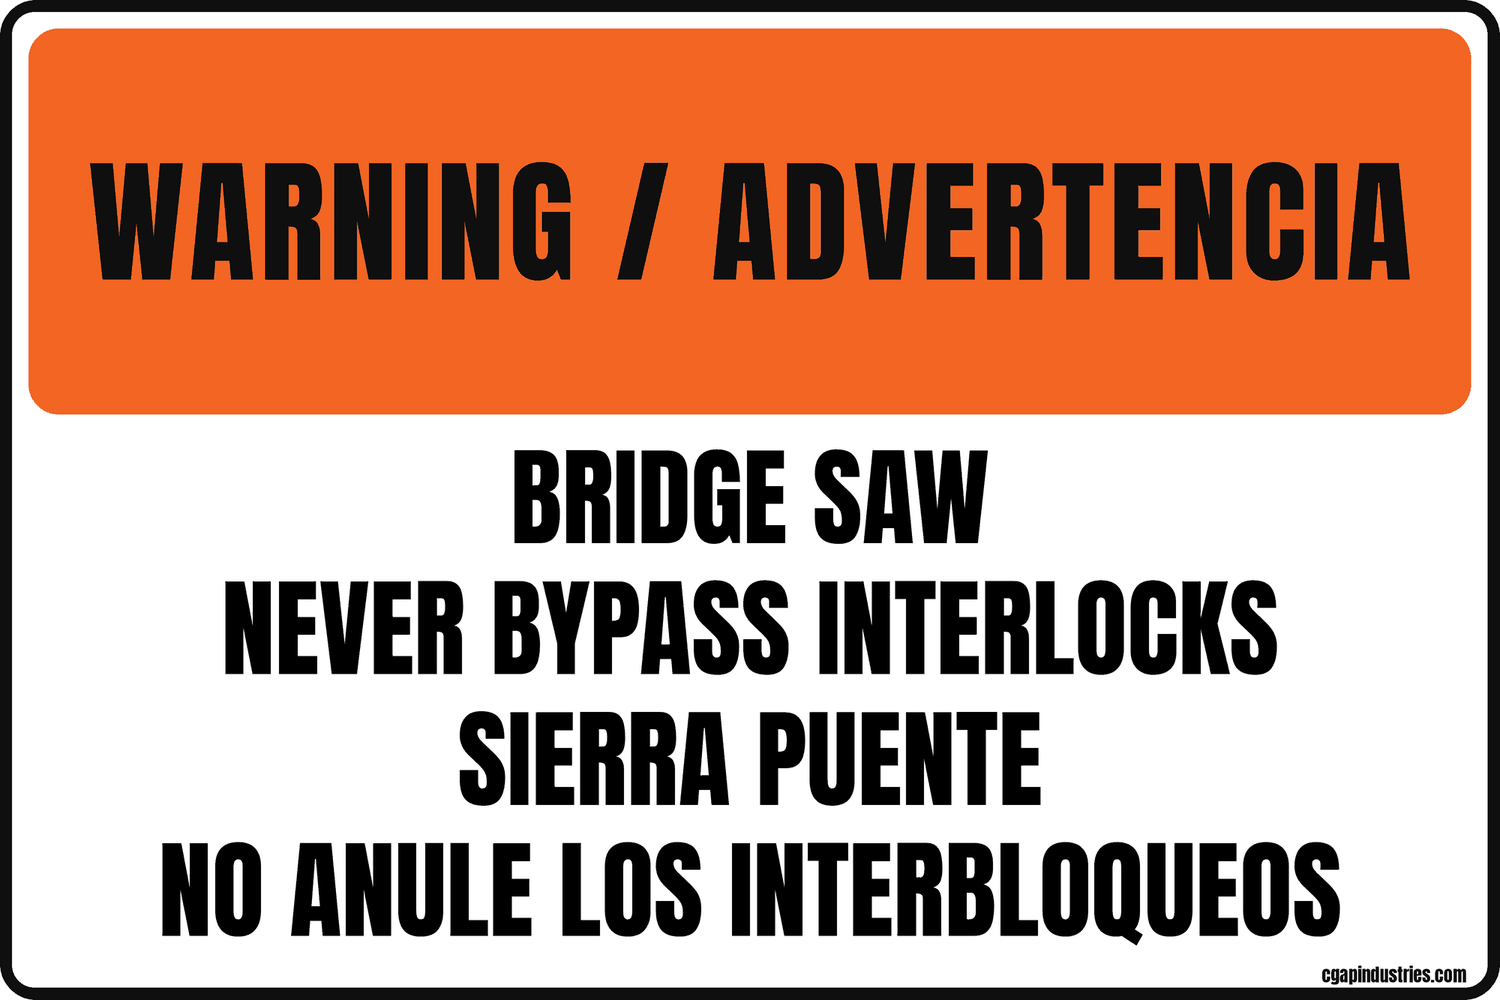 WARNING / ADVERTENCIA
BRIDGE SAW
NEVER BYPASS INTERLOCKS
SIERRA PUENTE
NO ANULE LOS INTERBLOQUEOS
cgapindustries.com